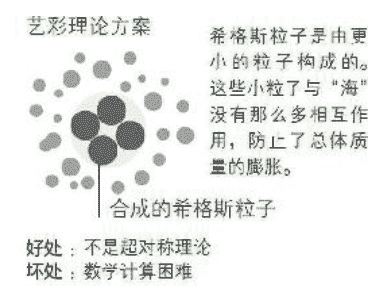 艺彩理论方案
希格斯粒子是由更
小的粒子构成的。
这些小粒了与“海”
没有那么多相互作
用，防止了总体质
量的膨胀。
合成的希格斯粒子
好处：不是超对称理论
坏处：数学计算困难